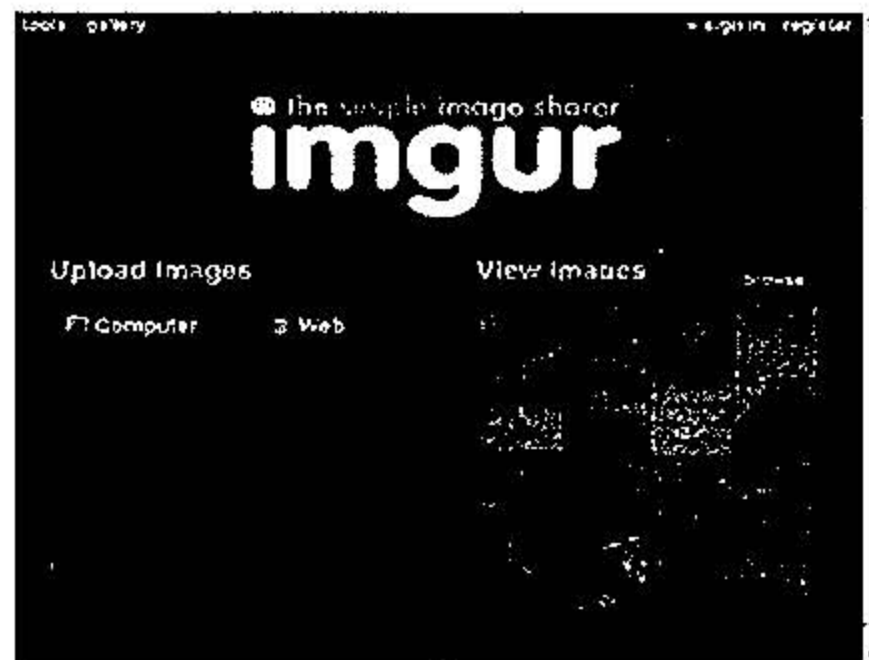 tools gallery
sign in register
the simple image sharer
imgur
Upload Images
View Images
browse
Computer
Web